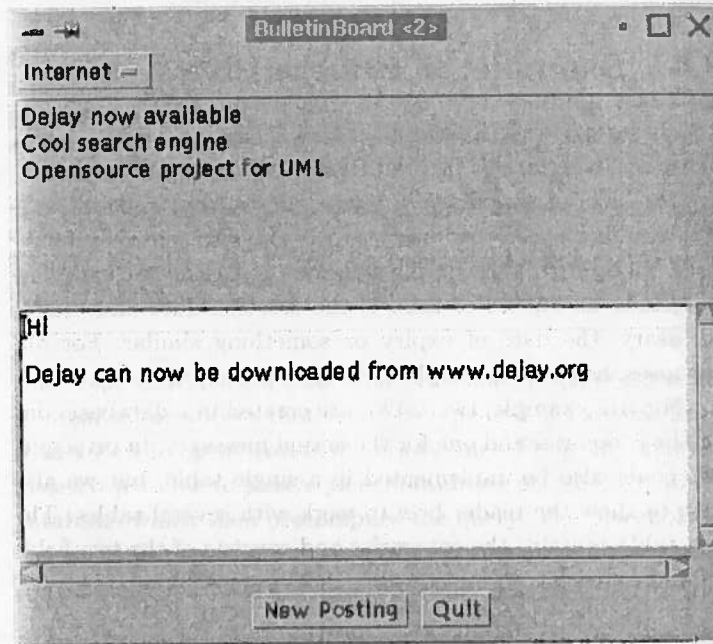 BulletinBoard <2>
Internet
Dejay now available
Cool search engine
Opensource project for UML
Hi
Dejay can now be downloaded from www.dejay.org
New Posting
Quit